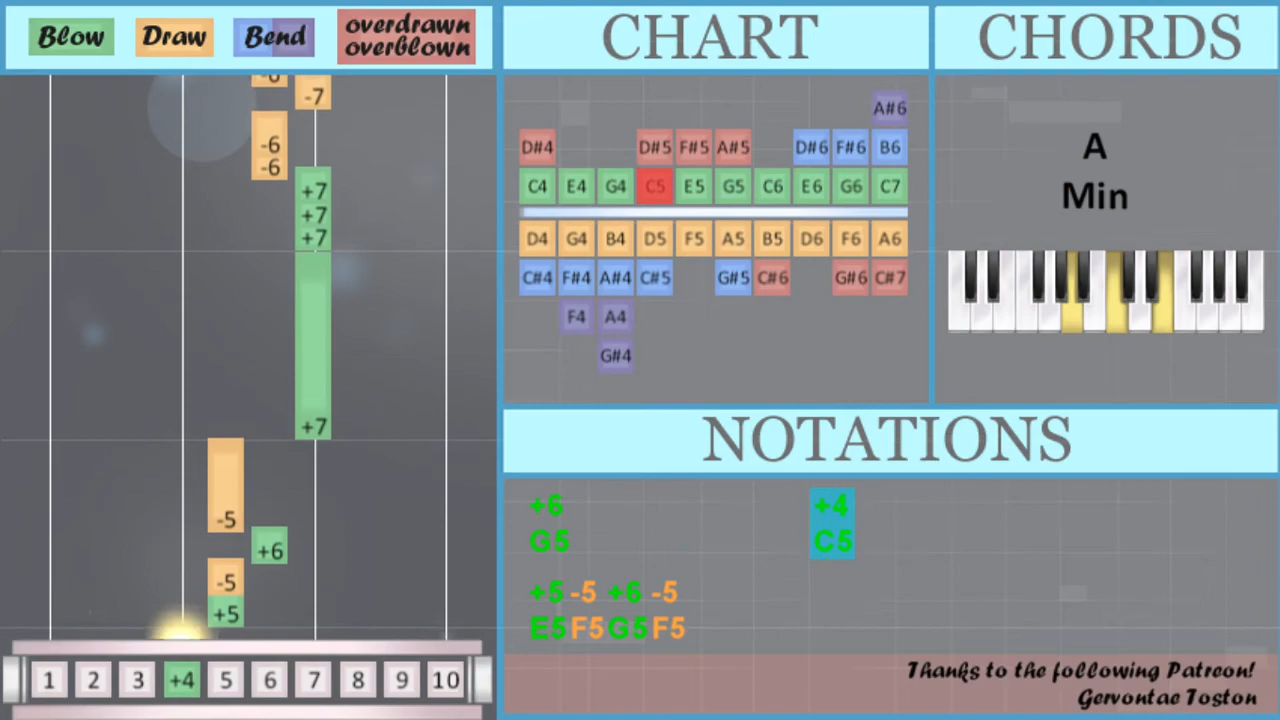 Blow Draw Bend overdrawn
overblown
CHART
CHORDS
-6 -7
-6
-6
+7
+7
+7
+7
-5
+6
-5
+5
1 2 3 +4 5 6 7 8 9 10
A#6
D#4 D#5 F#5 A#5 D#6 F#6 B6
C4 E4 G4 C5 E5 G5 C6 E6 G6 C7
D4 G4 B4 D5 F5 A5 B5 D6 F6 A6
C#4 F#4 A#4 C#5 G#5 C#6 G#6 C#7
F4 A4
G#4
A
Min
NOTATIONS
+6 +4
G5 C5
+5 -5 +6 -5
E5 F5 G5 F5
Thanks to the following Patreon!
Gervontae Toston